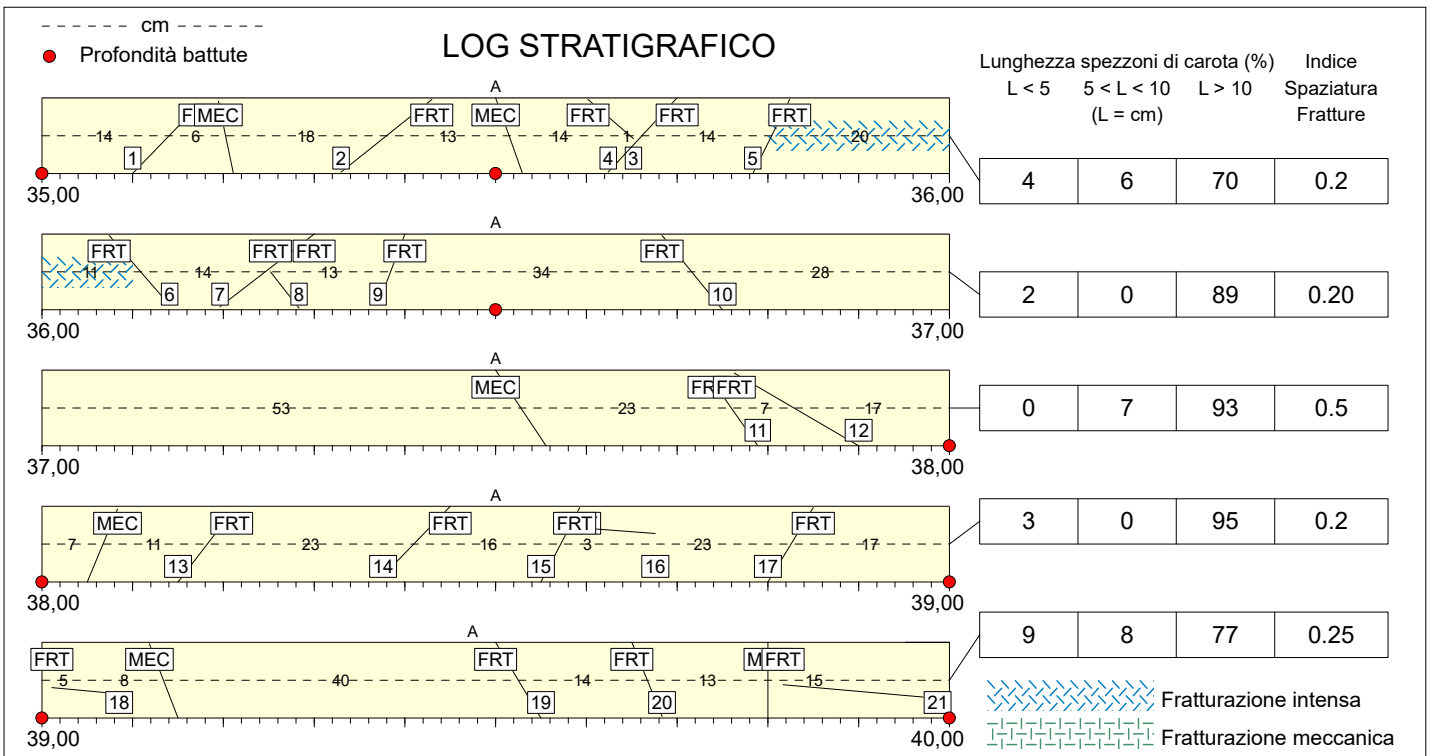 cm
Profondità battute
LOG STRATIGRAFICO
Lunghezza spezzoni di carota (%)
Indice Spaziatura Fratture
L < 5
5 < L < 10
L > 10
(L = cm)
A
MEC FRT MEC FRT FRT FRT
14 6 18 13 14 1 14 20
1 2 4 3 5
35,00 36,00
4 6 70 0.2
A
FRT FRT FRT FRT FRT
11 14 13 34 28
6 7 8 9 10
36,00 37,00
2 0 89 0.20
A
MEC FRT
53 23 7 17
11 12
37,00 38,00
0 7 93 0.5
A
MEC FRT FRT FRT FRT
7 11 23 16 3 23 17
13 14 15 16 17
38,00 39,00
3 0 95 0.2
A
FRT MEC FRT FRT FRT
5 8 40 14 13 15
18 19 20 21
39,00 40,00
9 8 77 0.25
Fratturazione intensa
Fratturazione meccanica